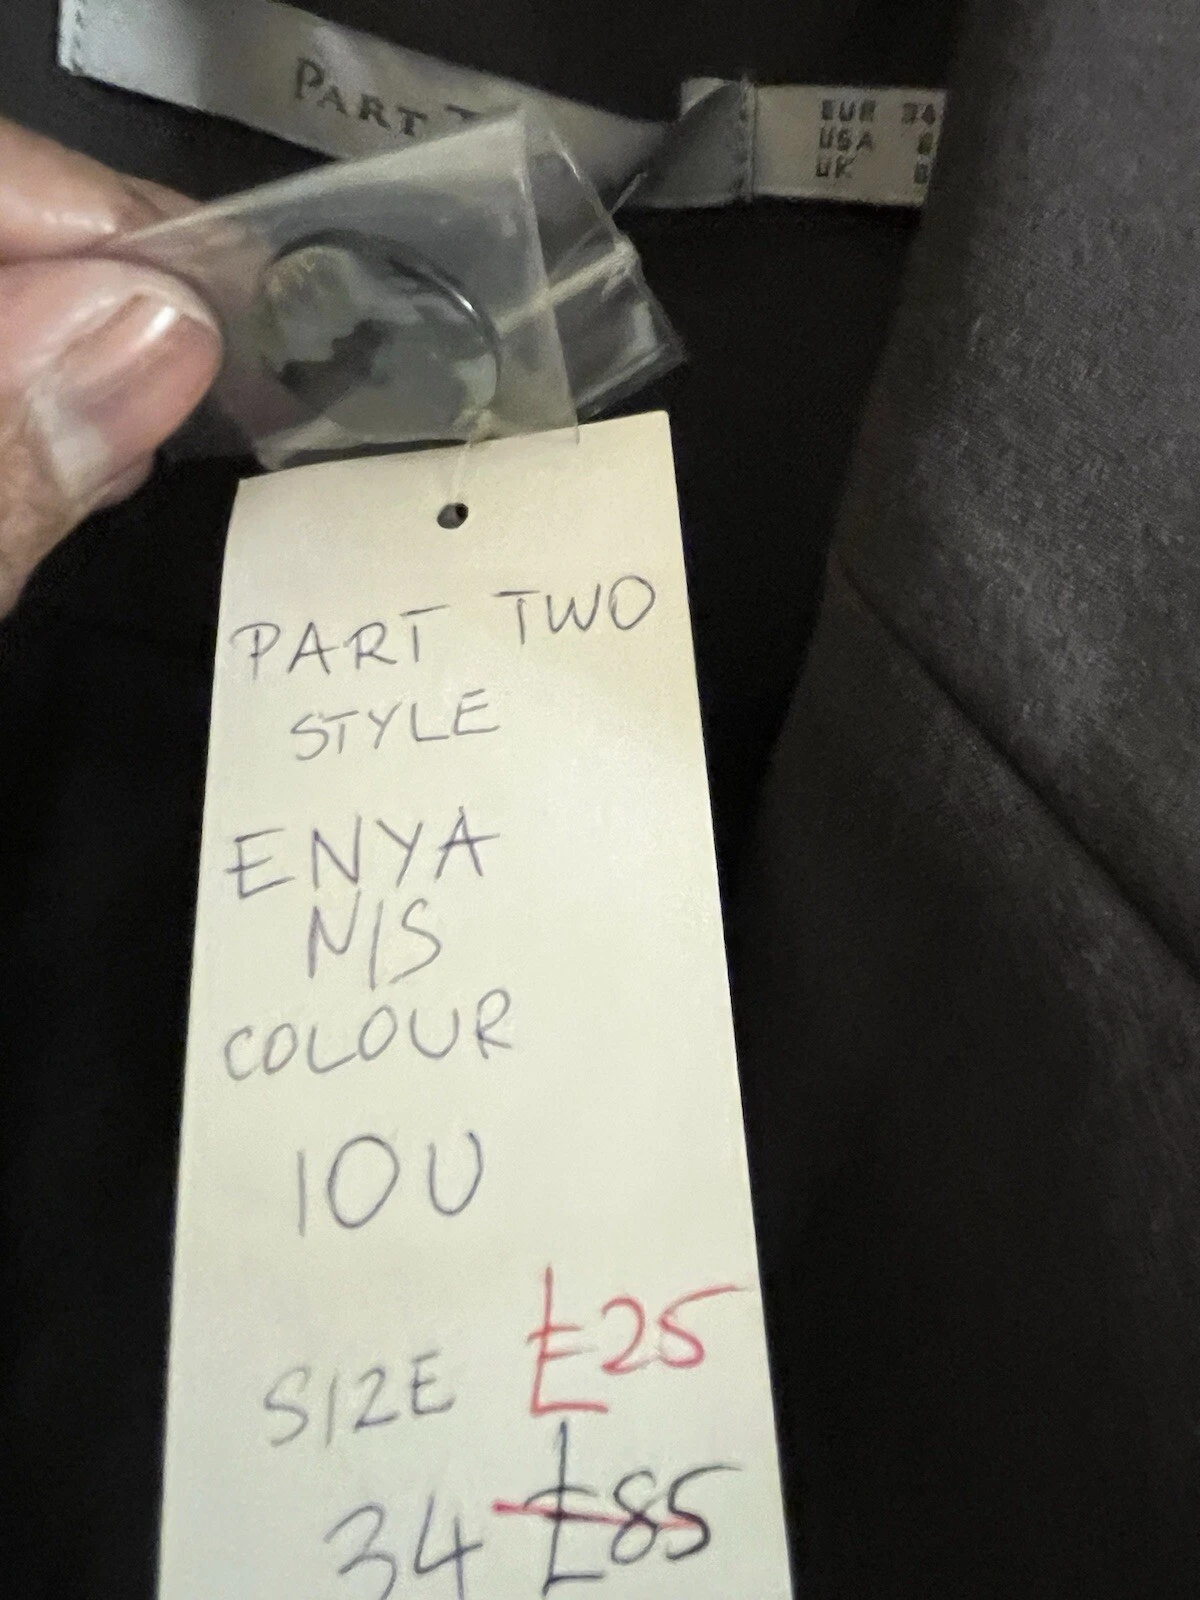 PART
EUR 34
USA
UK
PART TWO
STYLE
ENYA
N/S
COLOUR
10U
£25
SIZE
34 £85